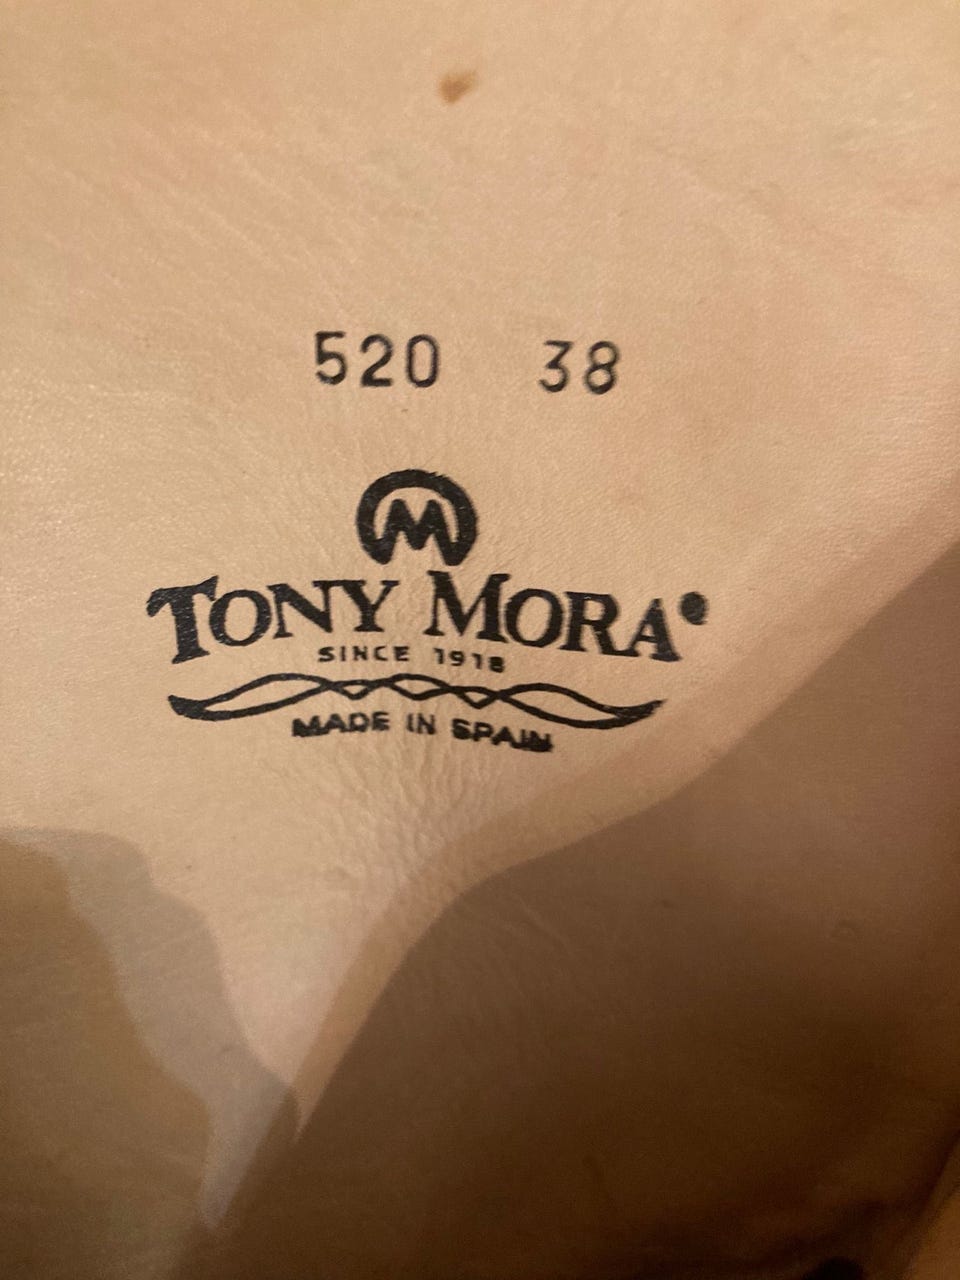 520 38
M
TONY MORA
SINCE 1918
MADE IN SPAIN